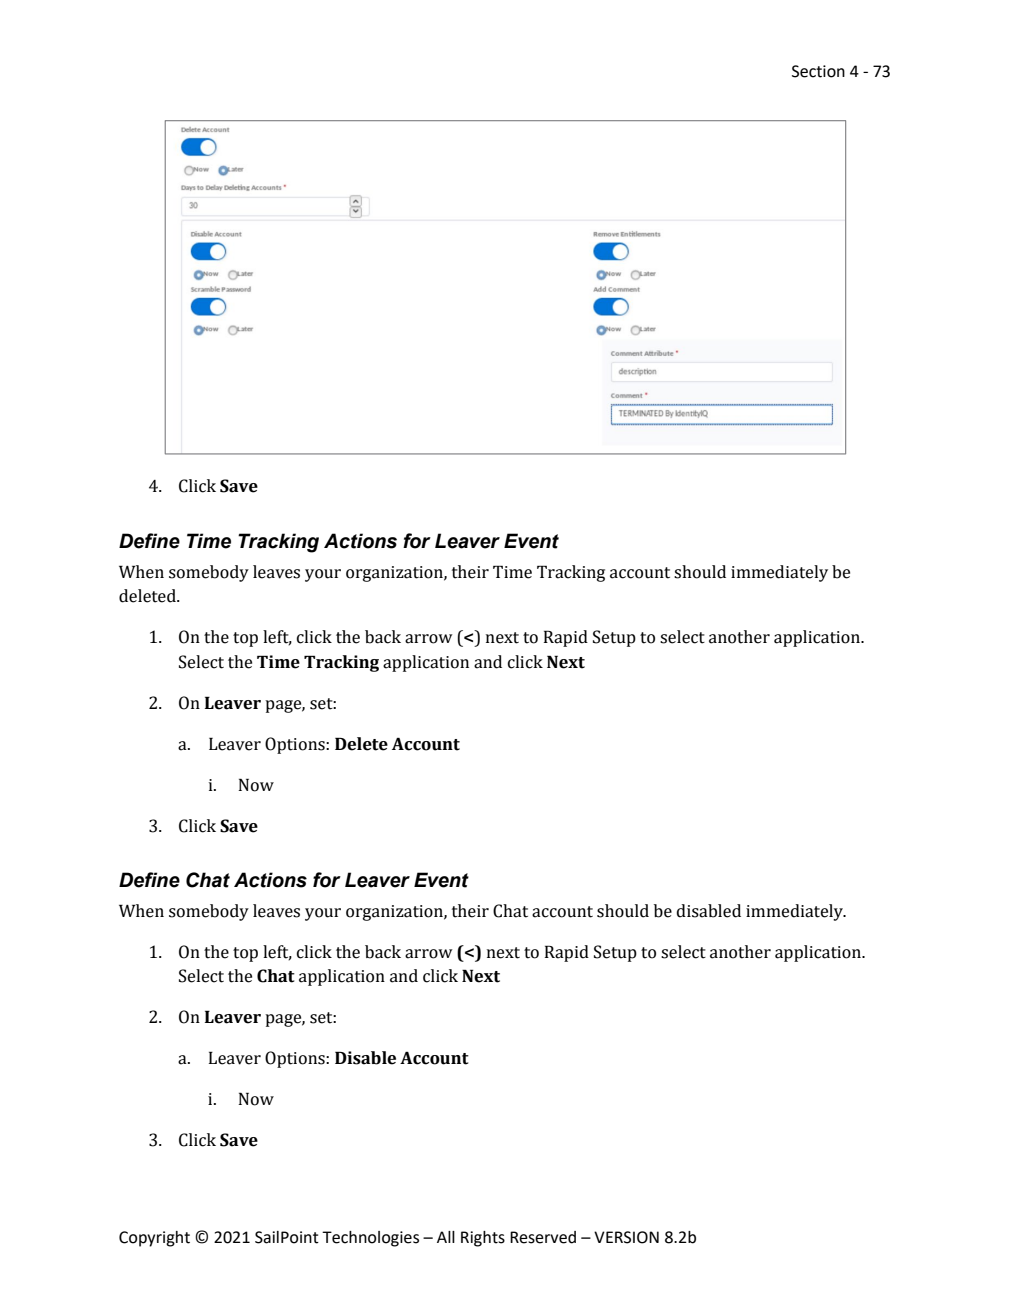 Section 4 - 73
Delete Account
Now Later
Days to Delay Deleting Accounts *
30
Disable Account Remove Entitlements
Now Later Now Later
Scramble Password Add Comment
Now Later Now Later
Comment Attribute *
description
Comment *
TERMINATED By IdentityIQ
4. Click Save
Define Time Tracking Actions for Leaver Event
When somebody leaves your organization, their Time Tracking account should immediately be
deleted.
1. On the top left, click the back arrow (<) next to Rapid Setup to select another application.
Select the Time Tracking application and click Next
2. On Leaver page, set:
a. Leaver Options: Delete Account
i. Now
3. Click Save
Define Chat Actions for Leaver Event
When somebody leaves your organization, their Chat account should be disabled immediately.
1. On the top left, click the back arrow (<) next to Rapid Setup to select another application.
Select the Chat application and click Next
2. On Leaver page, set:
a. Leaver Options: Disable Account
i. Now
3. Click Save
Copyright © 2021 SailPoint Technologies – All Rights Reserved – VERSION 8.2b